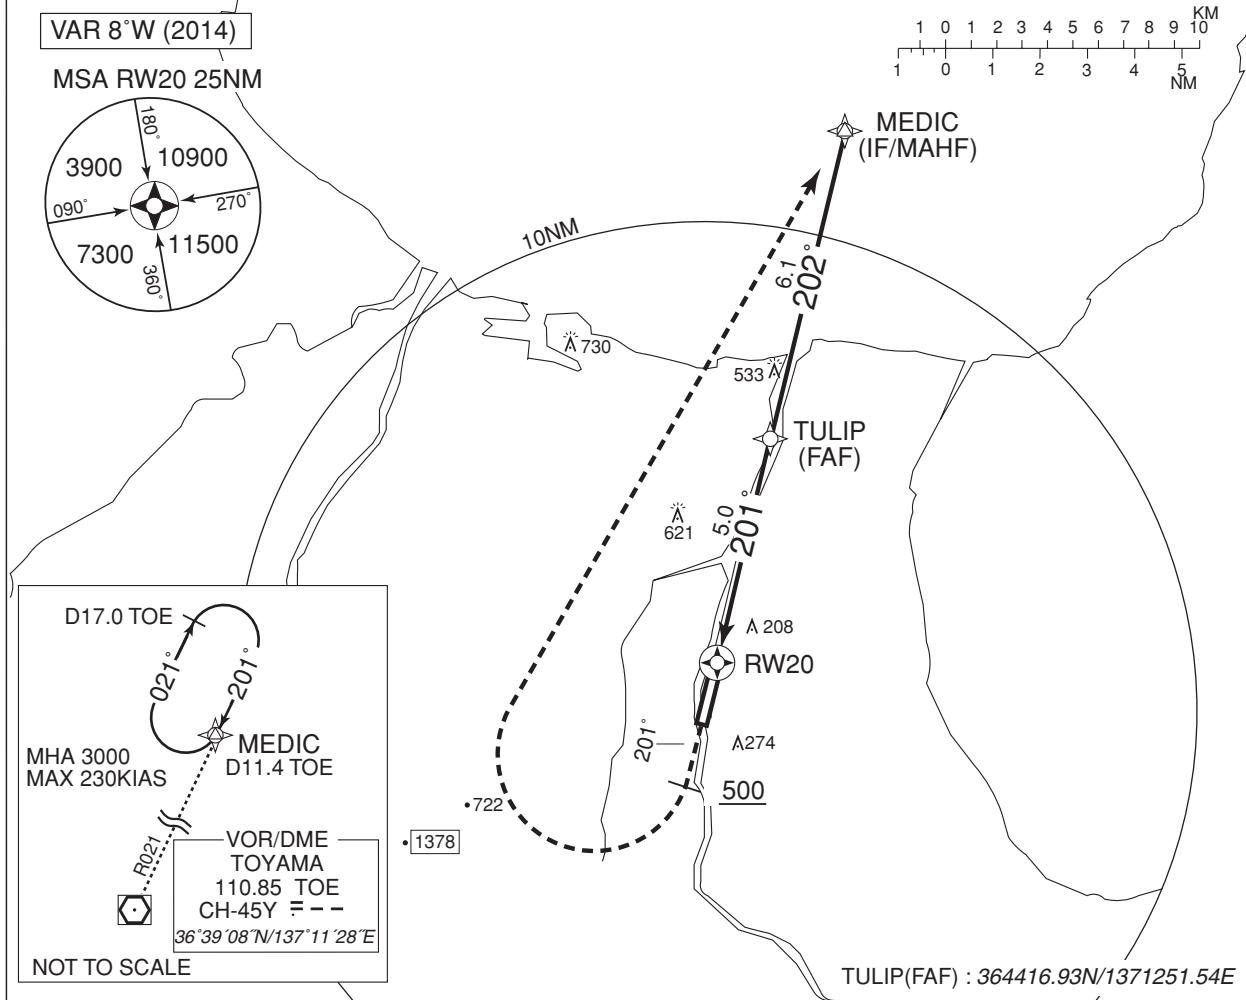 VAR 8˚W (2014)
MSA RW20 25NM
180˚
3900
10900
090˚
270˚
7300
11500
360˚
KM
1 0 1 2 3 4 5 6 7 8 9 10
1 0 1 2 3 4 5
NM
MEDIC
(IF/MAHF)
10NM
6.1
202˚
730
533
TULIP
(FAF)
621
5.0
201˚
208
RW20
201˚
274
500
722
1378
D17.0 TOE
021˚
201˚
MEDIC
D11.4 TOE
MHA 3000
MAX 230KIAS
R021
VOR/DME
TOYAMA
110.85 TOE
CH-45Y
36˚39´08˝N/137˚11´28˝E
NOT TO SCALE
TULIP(FAF) : 364416.93N/1371251.54E